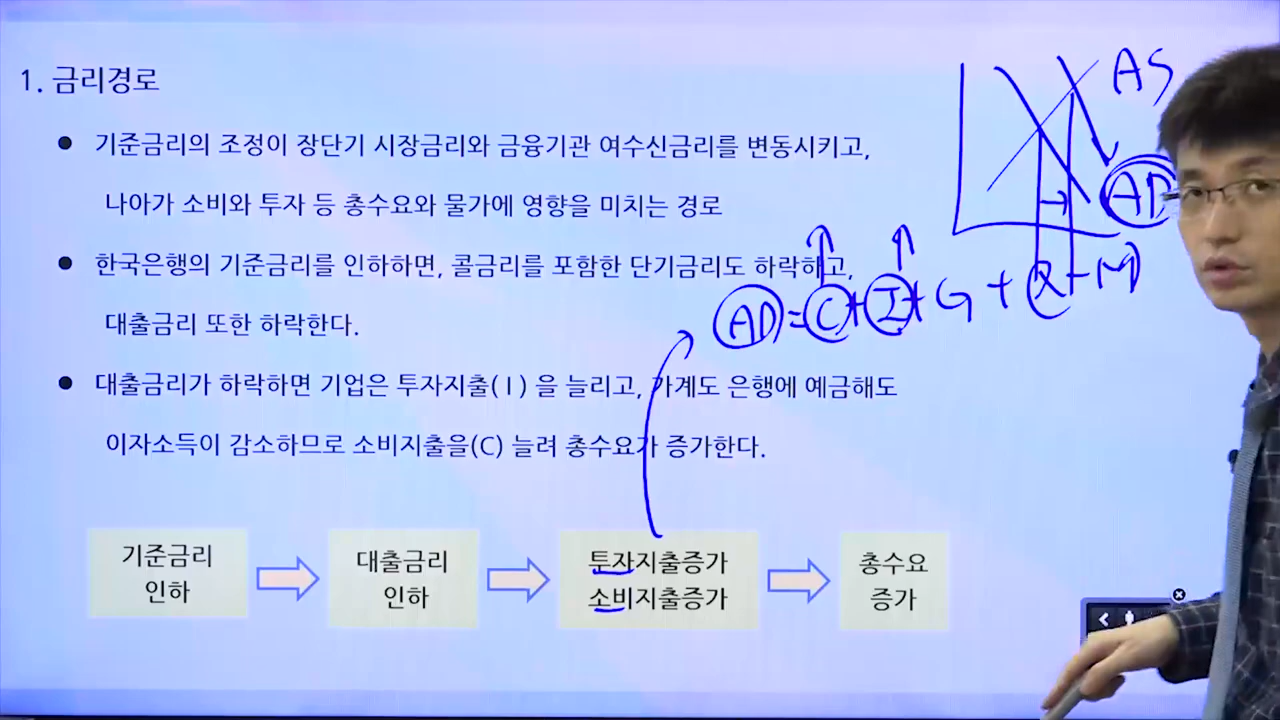 1. 금리경로
● 기준금리의 조정이 장단기 시장금리와 금융기관 여수신금리를 변동시키고,
나아가 소비와 투자 등 총수요와 물가에 영향을 미치는 경로
● 한국은행의 기준금리를 인하하면, 콜금리를 포함한 단기금리도 하락하고,
대출금리 또한 하락한다.
● 대출금리가 하락하면 기업은 투자지출( I ) 을 늘리고, 가계도 은행에 예금해도
이자소득이 감소하므로 소비지출을(C) 늘려 총수요가 증가한다.
AS
AD
AD = C + I + G + (X - M)
기준금리
인하
대출금리
인하
투자지출증가
소비지출증가
총수요
증가